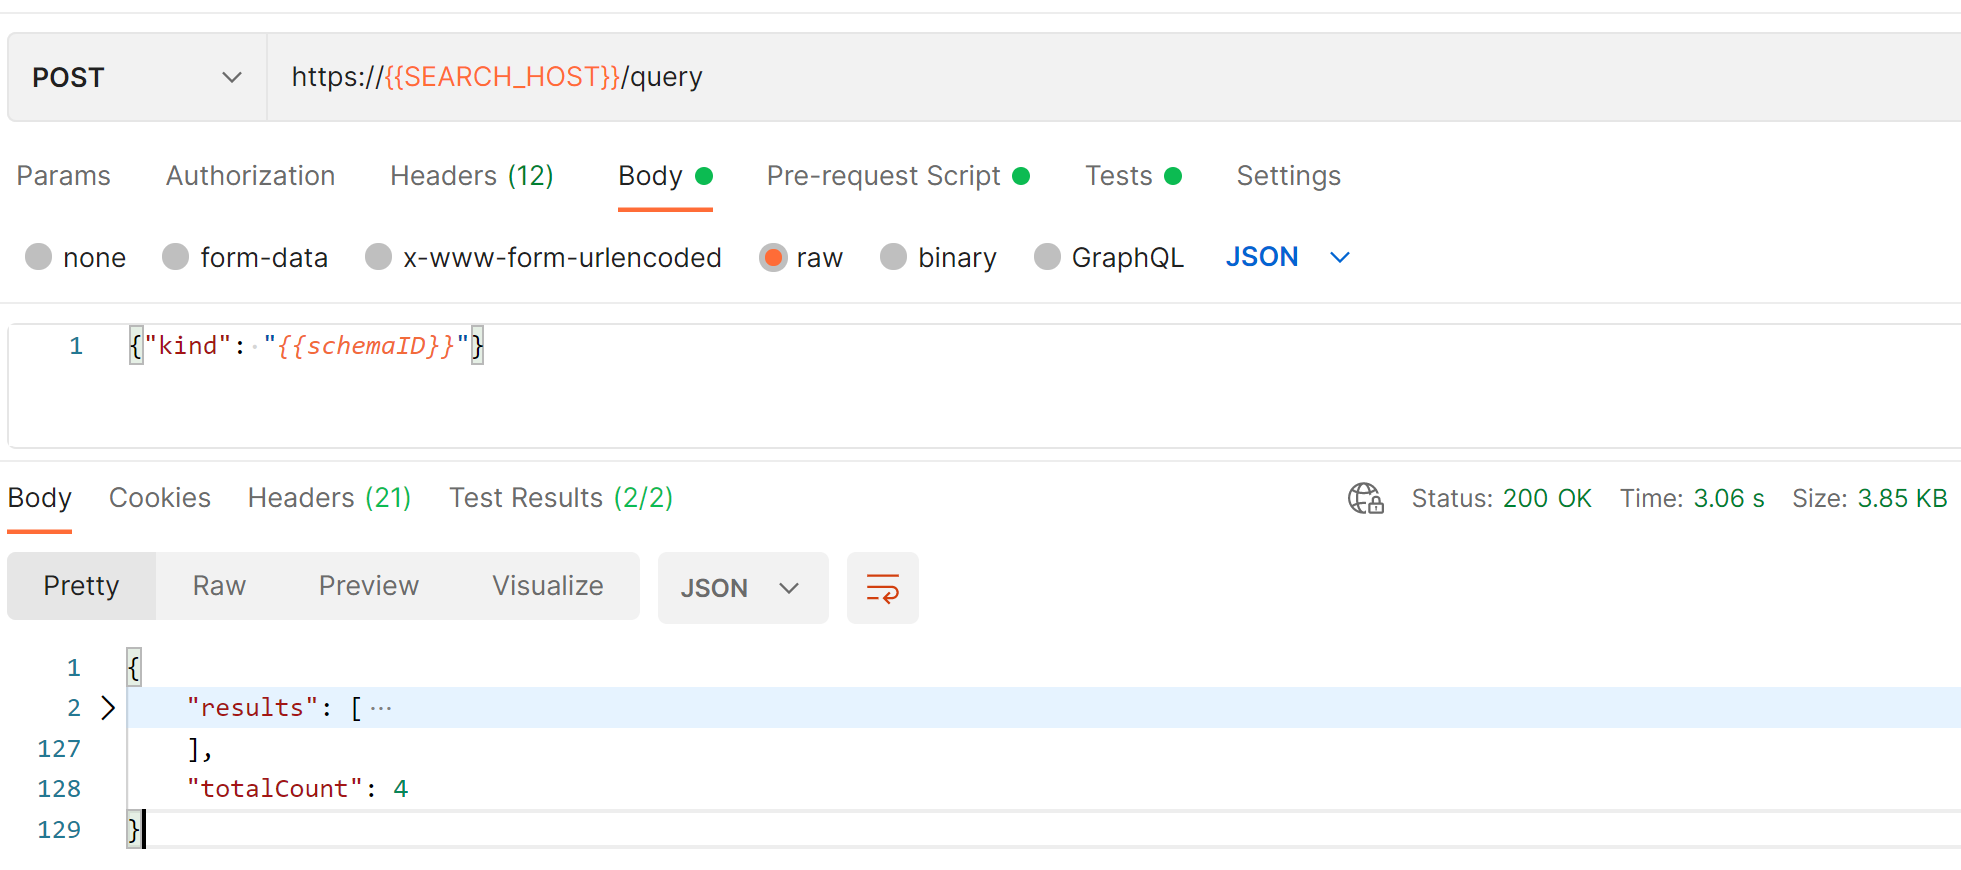 POST https://{{SEARCH_HOST}}/query
Params Authorization Headers (12) Body Pre-request Script Tests Settings
none form-data x-www-form-urlencoded raw binary GraphQL JSON
1 {"kind": "{{schemaID}}"}
Body Cookies Headers (21) Test Results (2/2) Status: 200 OK Time: 3.06 s Size: 3.85 KB
Pretty Raw Preview Visualize JSON
1 {
2 "results": [ ···
127 ],
128 "totalCount": 4
129 }